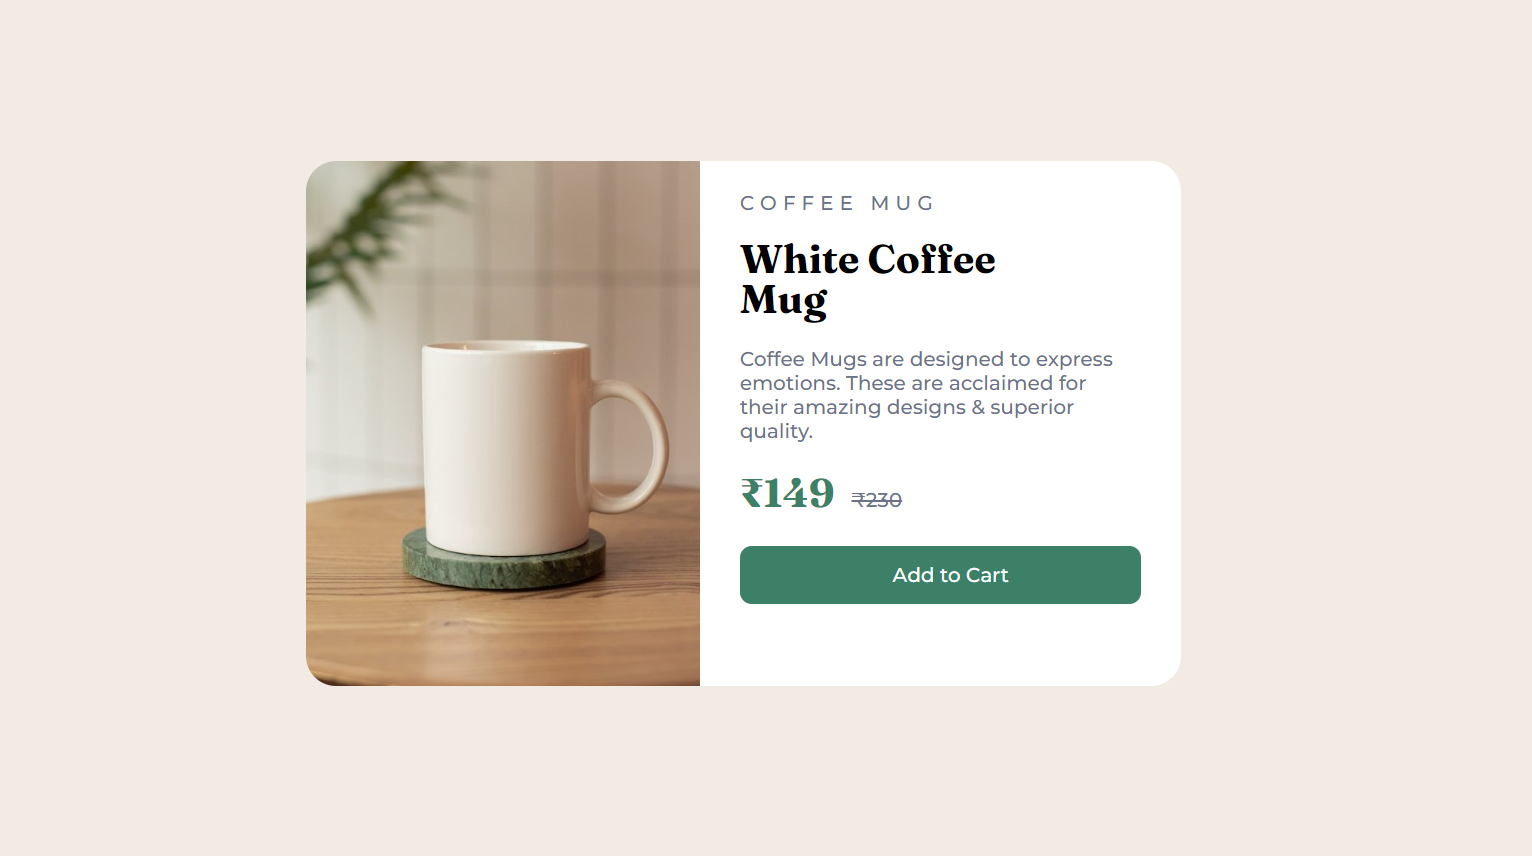 COFFEE MUG
White Coffee
Mug
Coffee Mugs are designed to express
emotions. These are acclaimed for
their amazing designs & superior
quality.
₹149 ₹230
Add to Cart